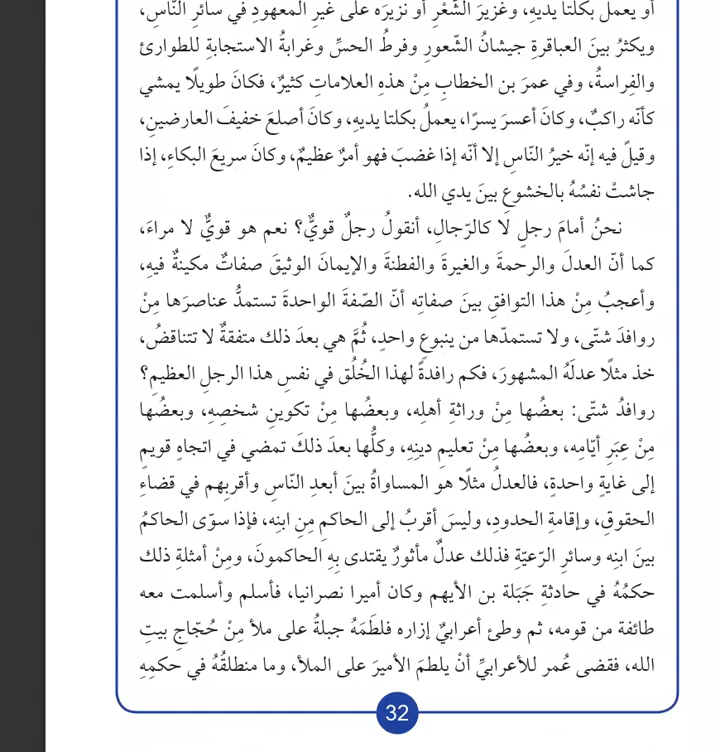 أو يعمل بكلتا يديهِ، وغزيرَ الشَّعْرِ أو نزيرَه على غيرِ المعهودِ في سائرِ النّاسِ،
ويكثرُ بينَ العباقرةِ جيشانُ الشّعورِ وفرطُ الحسِّ وغرابةُ الاستجابةِ للطوارئ
والفِراسةُ، وفي عمرَ بن الخطابِ مِنْ هذهِ العلاماتِ كثيرٌ، فكانَ طويلًا يمشي
كأنّه راكبٌ، وكانَ أعسرَ يسرًا، يعملُ بكلتا يديهِ، وكانَ أصلعَ خفيفَ العارضينِ،
وقيلَ فيه إنّه خيرُ النّاسِ إلا أنّه إذا غضبَ فهو أمرٌ عظيمٌ، وكانَ سريعَ البكاءِ، إذا
جاشتْ نفسُهُ بالخشوعِ بينَ يدي الله.
نحنُ أمامَ رجلٍ لا كالرّجالِ، أنقولُ رجلٌ قويٌّ؟ نعم هو قويٌّ لا مراءَ،
كما أنّ العدلَ والرحمةَ والغيرةَ والفطنةَ والإيمانَ الوثيقَ صفاتٌ مكينةٌ فيهِ،
وأعجبُ مِنْ هذا التوافقِ بينَ صفاتِه أنّ الصّفةَ الواحدةَ تستمدُّ عناصرَها مِنْ
روافدَ شتّى، ولا تستمدّها من ينبوعٍ واحدٍ، ثُمَّ هي بعدَ ذلك متفقةٌ لا تتناقضُ،
خذ مثلًا عدلَهُ المشهورَ، فكم رافدةً لهذا الخُلُق في نفسِ هذا الرجلِ العظيمِ؟
روافدُ شتّى: بعضُها مِنْ وراثةِ أهلِه، وبعضُها مِنْ تكوينِ شخصِهِ، وبعضُها
مِنْ عِبَرِ أيّامِه، وبعضُها مِنْ تعليمِ دينِهِ، وكلُّها بعدَ ذلكَ تمضي في اتجاهٍ قويمٍ
إلى غايةٍ واحدةٍ، فالعدلُ مثلًا هو المساواةُ بينَ أبعدِ النّاسِ وأقربِهم في قضاءِ
الحقوقِ، وإقامةِ الحدودِ، وليسَ أقربُ إلى الحاكمِ مِنِ ابنِه، فإذا سوّى الحاكمُ
بينَ ابنِه وسائرِ الرّعيّةِ فذلك عدلٌ مأثورٌ يقتدى بِهِ الحاكمونَ، ومِنْ أمثلةِ ذلك
حكمُهُ في حادثةِ جَبَلة بن الأيهم وكان أميرا نصرانيا، فأسلم وأسلمت معه
طائفة من قومه، ثم وطئ أعرابيٌ إزاره فلطَمَهُ جبلةُ على ملأ مِنْ حُجّاجِ بيتِ
الله، فقضى عُمر للأعرابيِّ أنْ يلطمَ الأميرَ على الملأ، وما منطلقُهُ في حكمِهِ
32